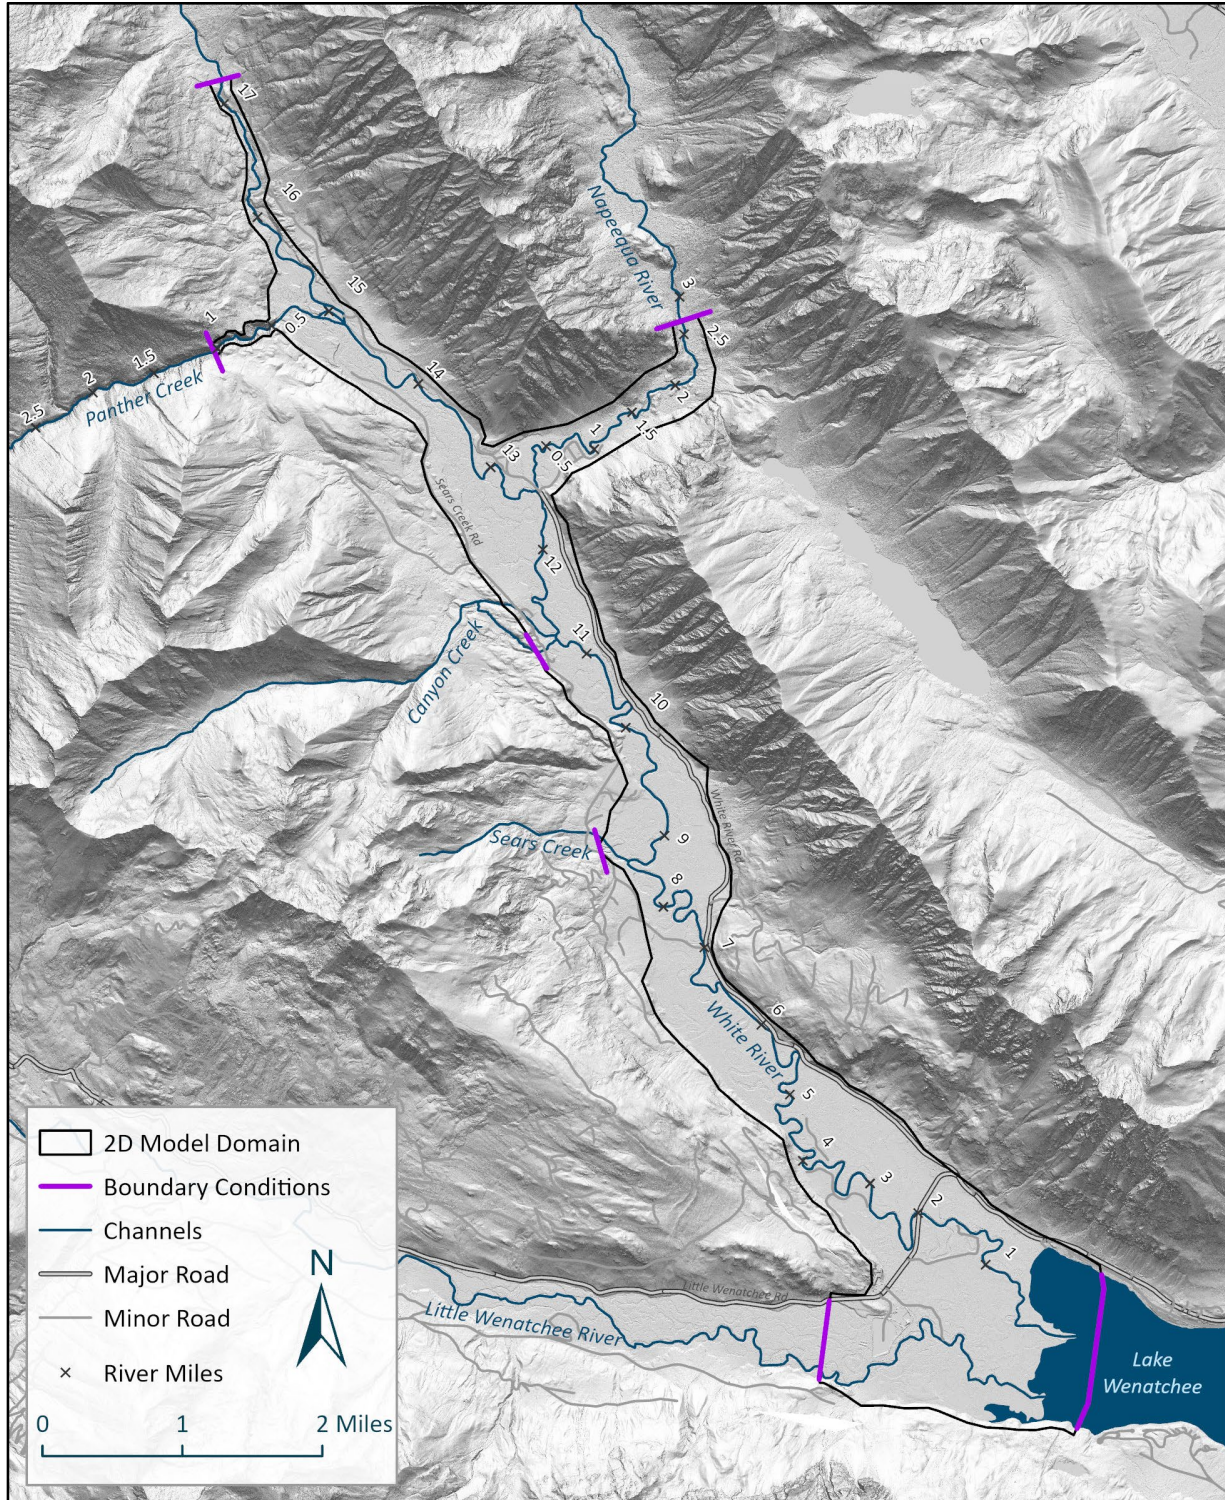 17
16
15
Napeequa River
3
2.5
1
0.5
1.5
2
2.5
Panther Creek
14
2
1.5
1
0.5
13
Sears Creek Rd
12
11
Canyon Creek
10
White River Rd
9
Sears Creek
8
7
6
White River
5
4
3
2
1
Little Wenatchee Rd
Little Wenatchee River
Lake
Wenatchee
2D Model Domain
Boundary Conditions
Channels
Major Road
Minor Road
River Miles
N
0 1 2 Miles